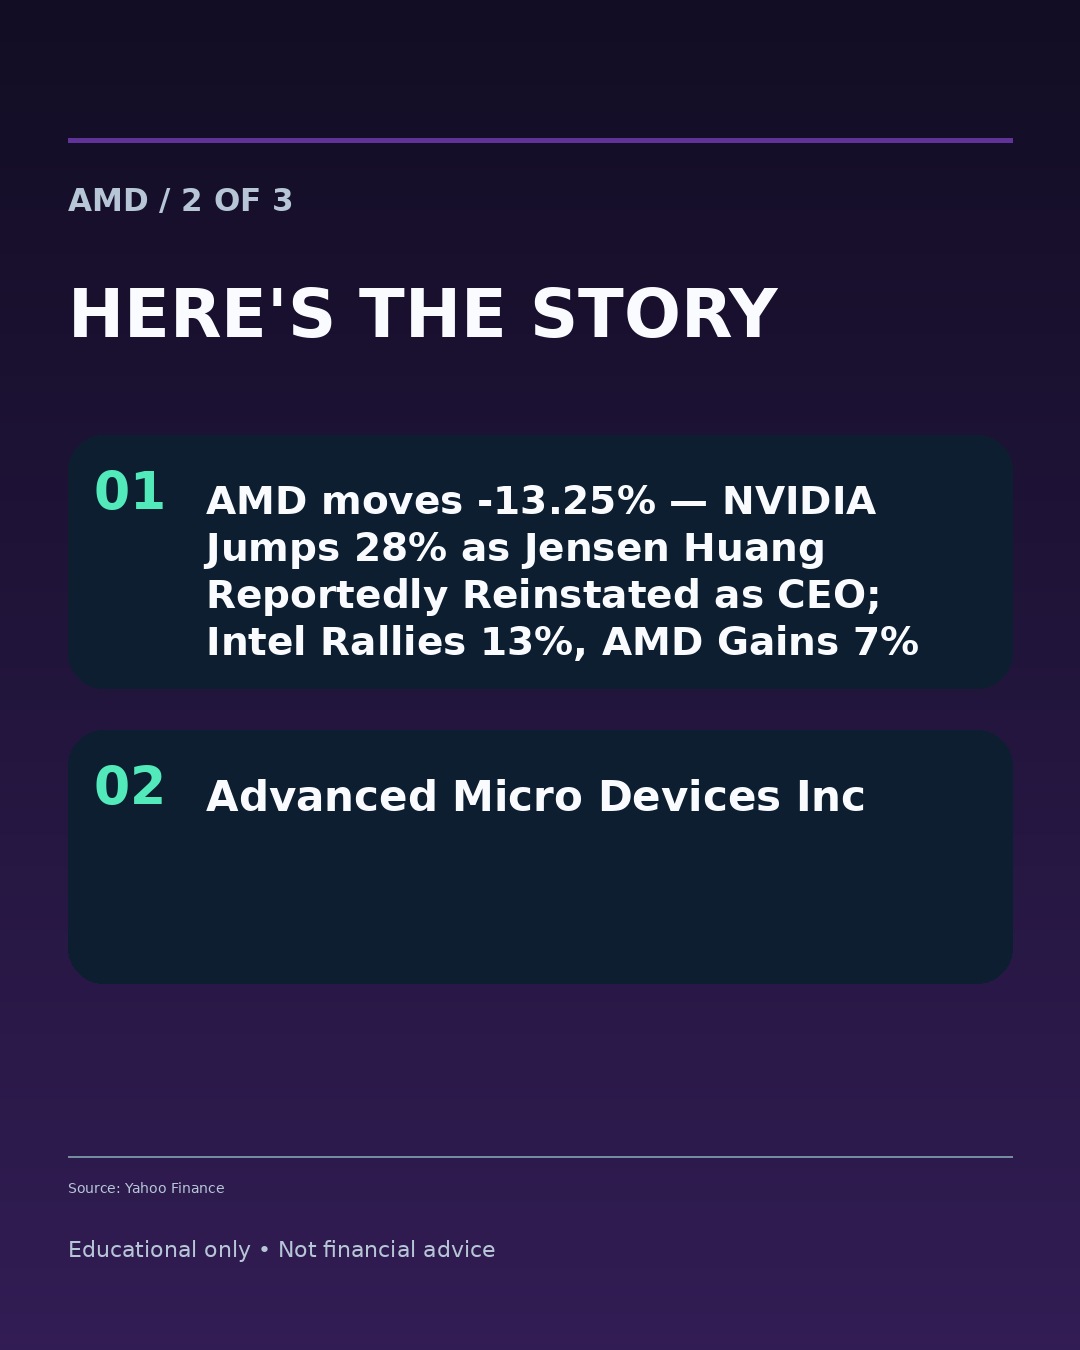 AMD / 2 OF 3
HERE'S THE STORY
01
AMD moves -13.25% — NVIDIA
Jumps 28% as Jensen Huang
Reportedly Reinstated as CEO;
Intel Rallies 13%, AMD Gains 7%
02
Advanced Micro Devices Inc
Source: Yahoo Finance
Educational only • Not financial advice